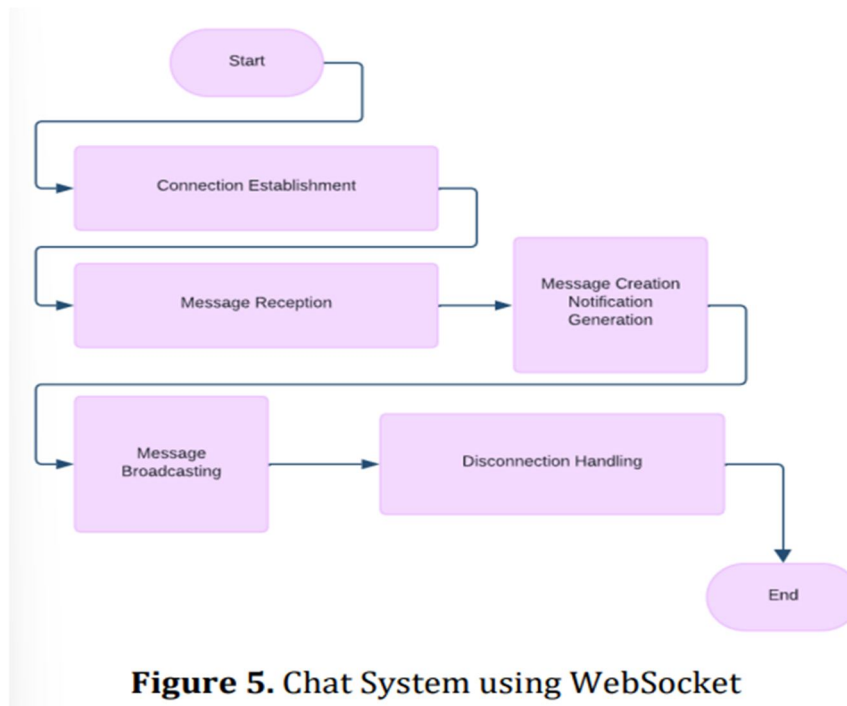 Start
Connection Establishment
Message Reception
Message Creation
Notification
Generation
Message
Broadcasting
Disconnection Handling
End
Figure 5. Chat System using WebSocket